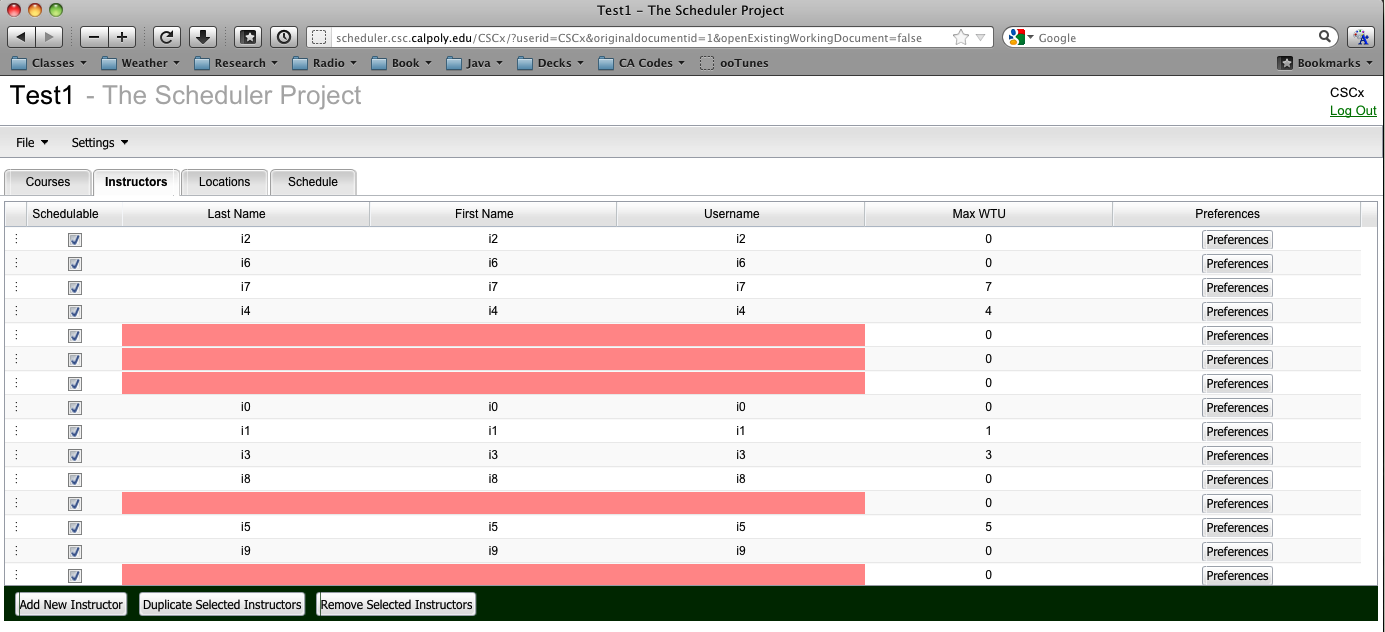 Test1 – The Scheduler Project
scheduler.csc.calpoly.edu/CSCx/?userid=CSCx&originaldocumentid=1&openExistingWorkingDocument=false Google
Classes Weather Research Radio Book Java Decks CA Codes ooTunes Bookmarks
Test1 - The Scheduler Project CSCx
Log Out
File Settings
Courses Instructors Locations Schedule
Schedulable Last Name First Name Username Max WTU Preferences
i2 i2 i2 0 Preferences
i6 i6 i6 0 Preferences
i7 i7 i7 7 Preferences
i4 i4 i4 4 Preferences
0 Preferences
0 Preferences
0 Preferences
i0 i0 i0 0 Preferences
i1 i1 i1 1 Preferences
i3 i3 i3 3 Preferences
i8 i8 i8 0 Preferences
0 Preferences
i5 i5 i5 5 Preferences
i9 i9 i9 0 Preferences
0 Preferences
Add New Instructor Duplicate Selected Instructors Remove Selected Instructors